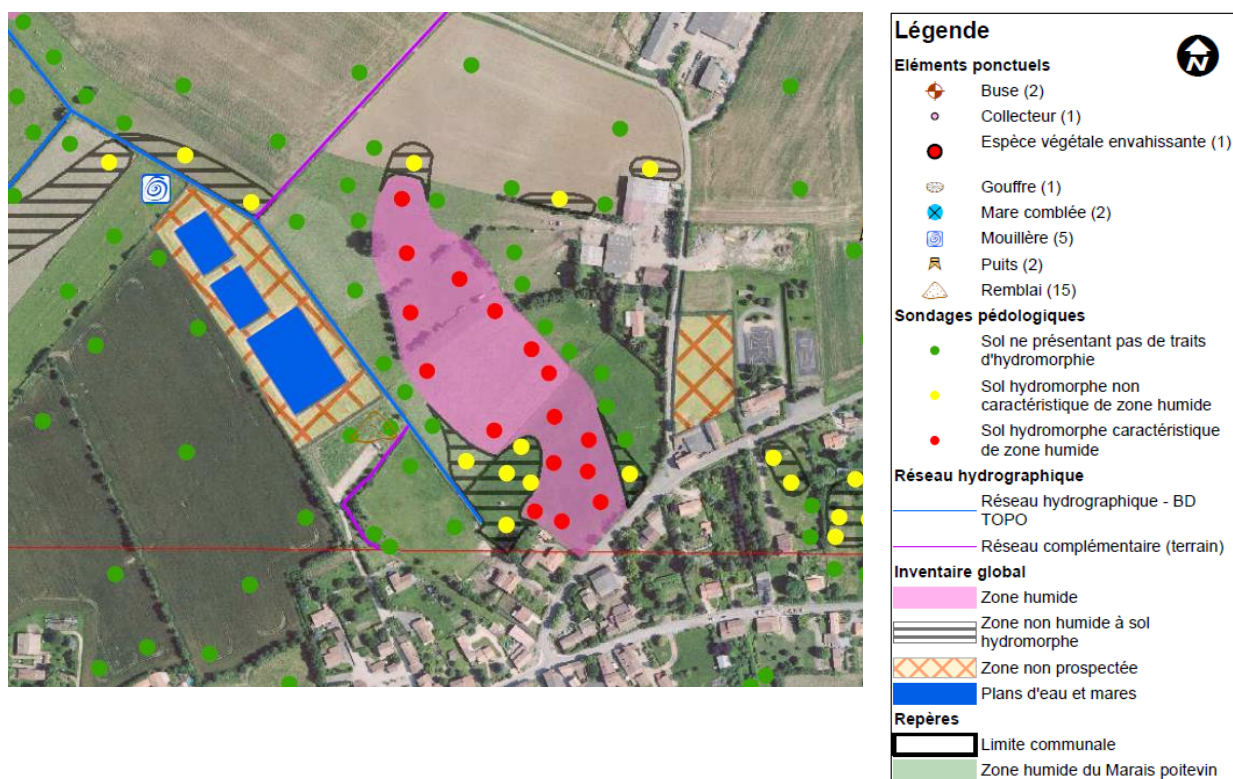 Légende
N
Eléments ponctuels
Buse (2)
Collecteur (1)
Espèce végétale envahissante (1)
Gouffre (1)
Mare comblée (2)
Mouillère (5)
Puits (2)
Remblai (15)
Sondages pédologiques
Sol ne présentant pas de traits
d'hydromorphie
Sol hydromorphe non
caractéristique de zone humide
Sol hydromorphe caractéristique
de zone humide
Réseau hydrographique
Réseau hydrographique - BD
TOPO
Réseau complémentaire (terrain)
Inventaire global
Zone humide
Zone non humide à sol
hydromorphe
Zone non prospectée
Plans d'eau et mares
Repères
Limite communale
Zone humide du Marais poitevin